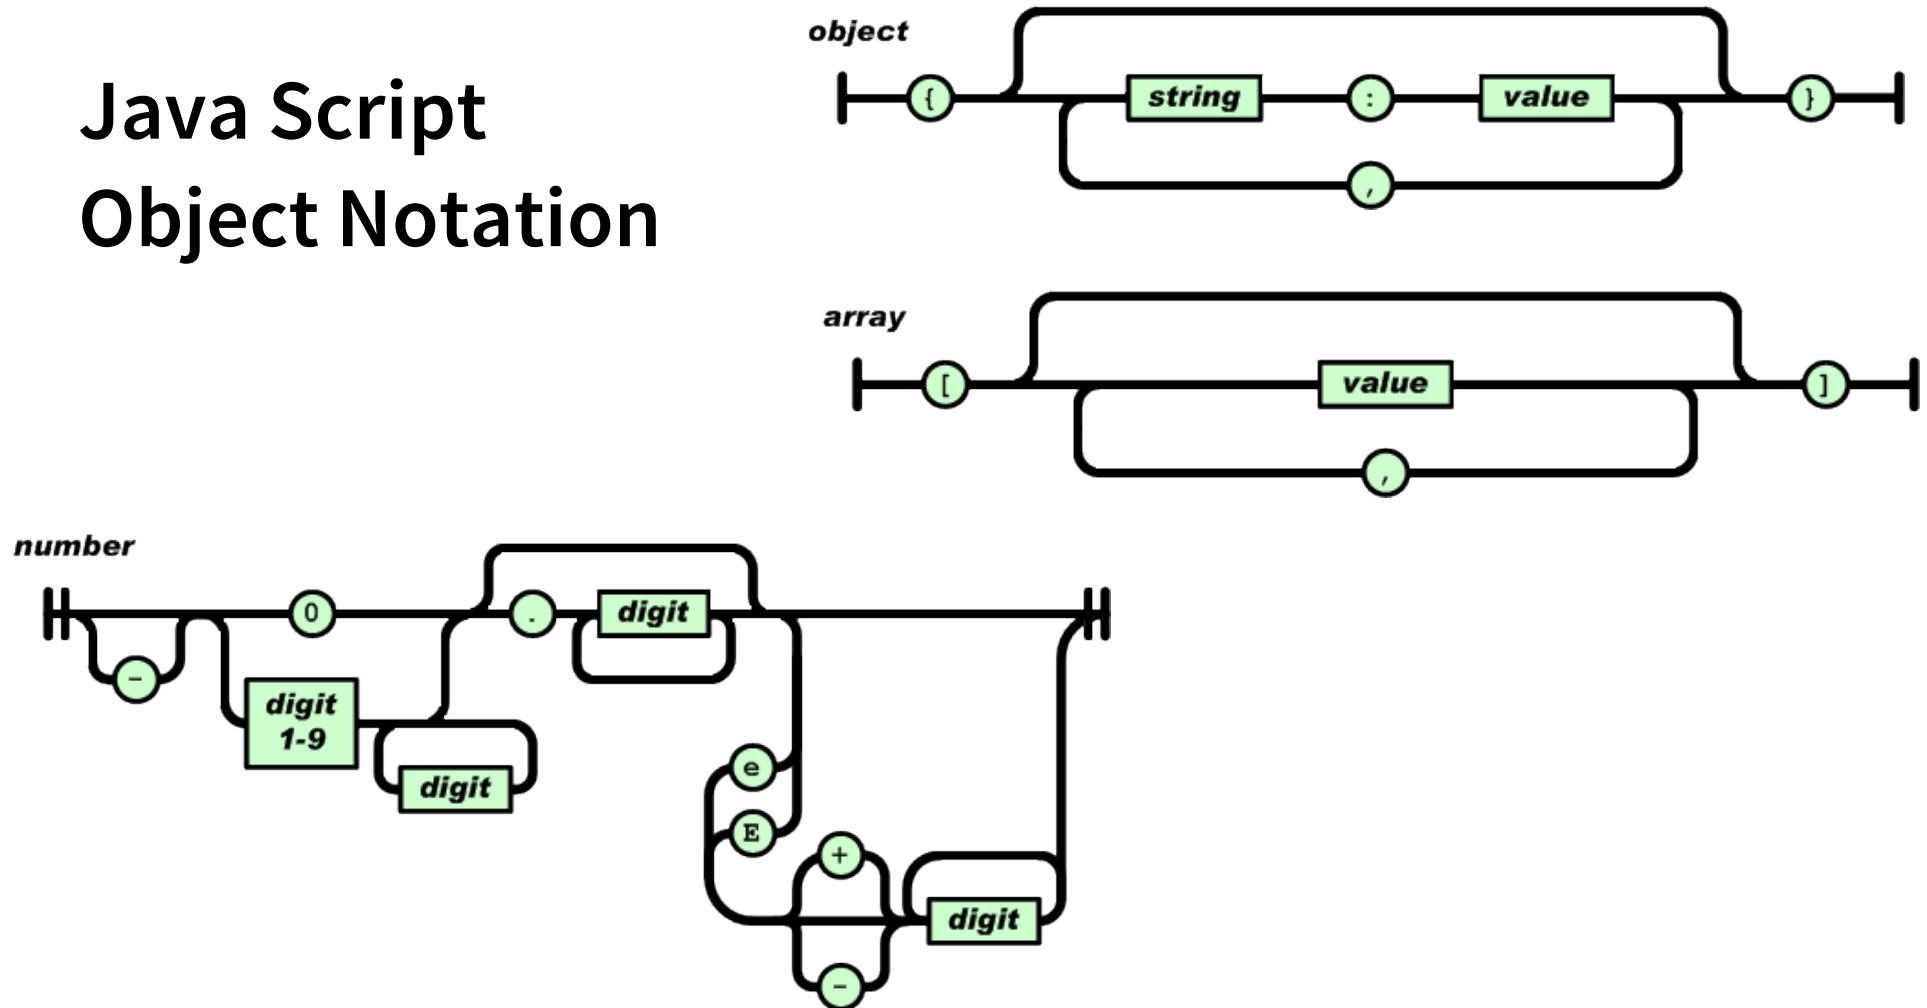 Java Script
Object Notation
object
{ string : value }
,
array
[ value ]
,
number
0 . digit
-
digit
1-9
digit
e
E
+
digit
-